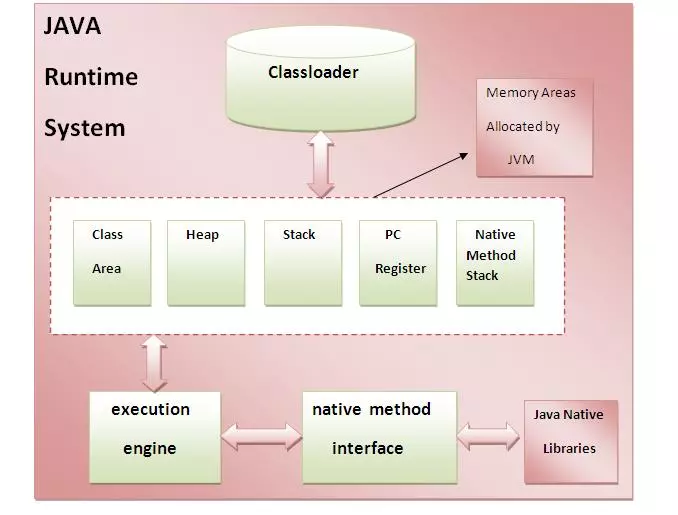 JAVA
Runtime
System
Classloader
Memory Areas
Allocated by
JVM
Class
Area
Heap
Stack
PC
Register
Native
Method
Stack
execution
engine
native method
interface
Java Native
Libraries